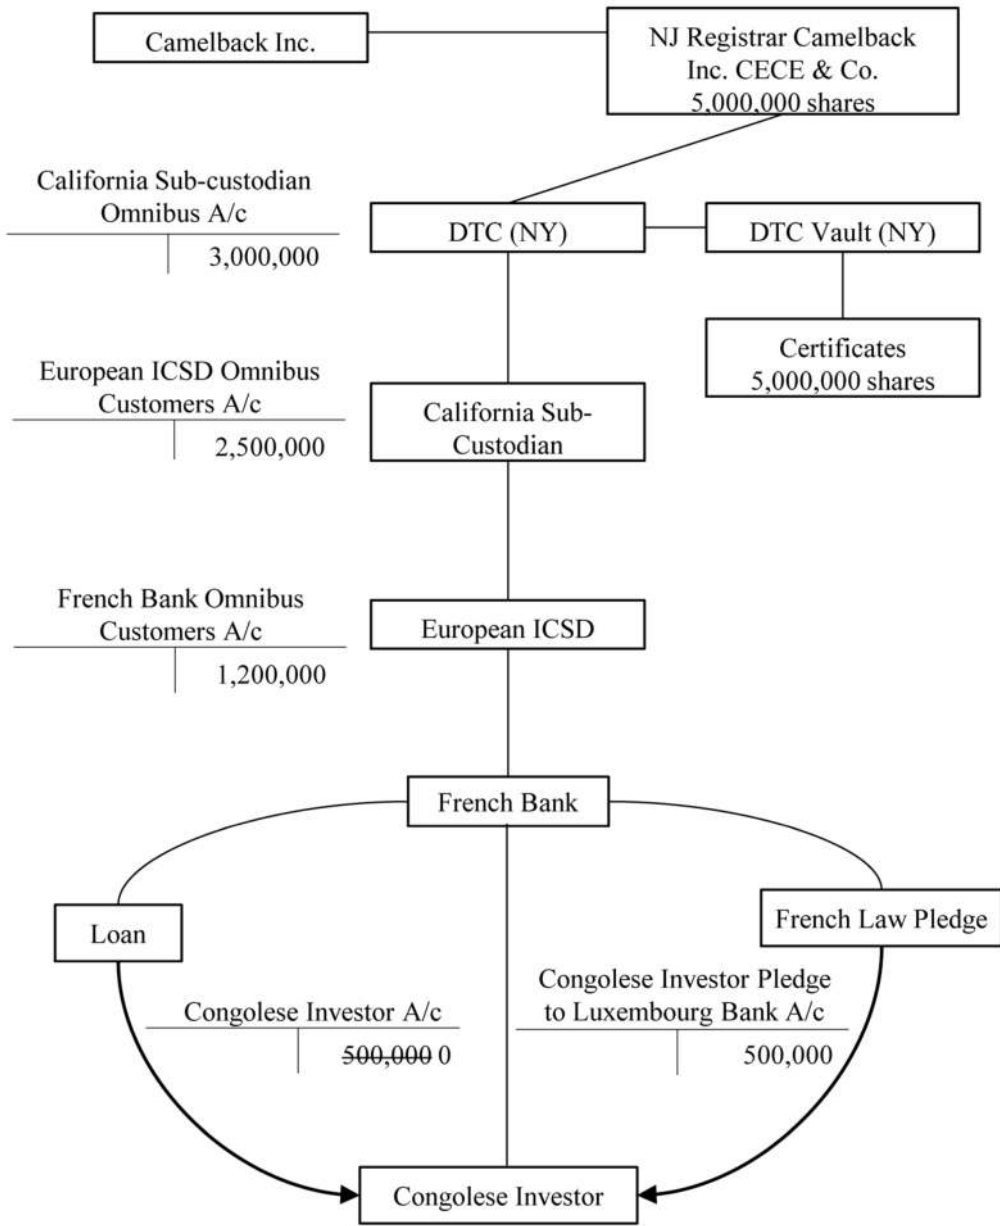 Camelback Inc.
NJ Registrar Camelback
Inc. CECE & Co.
5,000,000 shares
California Sub-custodian
Omnibus A/c
3,000,000
DTC (NY)
DTC Vault (NY)
Certificates
5,000,000 shares
European ICSD Omnibus
Customers A/c
2,500,000
California Sub-
Custodian
French Bank Omnibus
Customers A/c
1,200,000
European ICSD
French Bank
Loan
French Law Pledge
Congolese Investor A/c
500,000 0
Congolese Investor Pledge
to Luxembourg Bank A/c
500,000
Congolese Investor